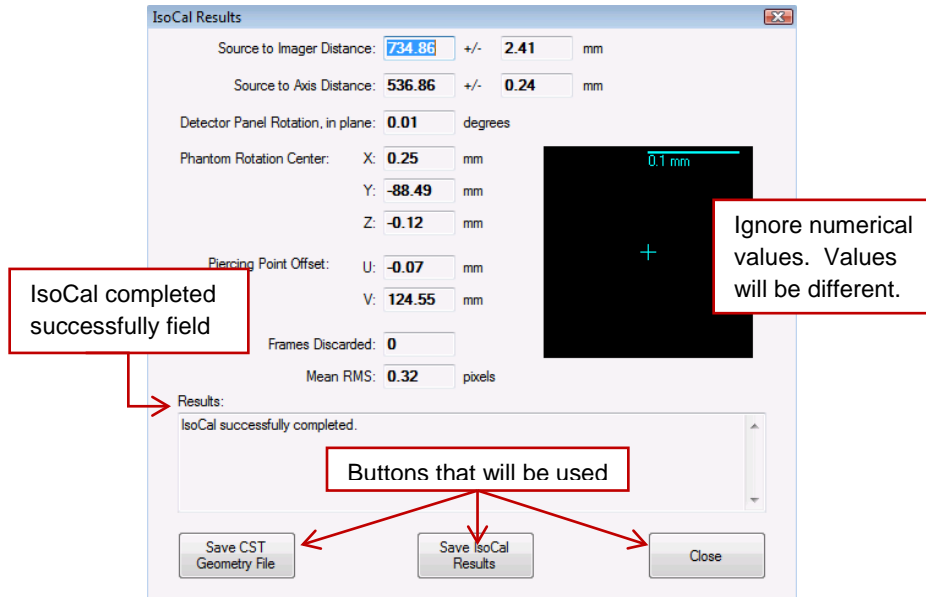 IsoCal Results
Source to Imager Distance: 734.86 +/- 2.41 mm
Source to Axis Distance: 536.86 +/- 0.24 mm
Detector Panel Rotation, in plane: 0.01 degrees
Phantom Rotation Center: X: 0.25 mm
Y: -88.49 mm
Z: -0.12 mm
0.1 mm
Ignore numerical
values. Values
will be different.
Piercing Point Offset: U: -0.07 mm
V: 124.55 mm
IsoCal completed
successfully field
Frames Discarded: 0
Mean RMS: 0.32 pixels
Results:
IsoCal successfully completed.
Buttons that will be used
Save CST
Geometry File
Save IsoCal
Results
Close